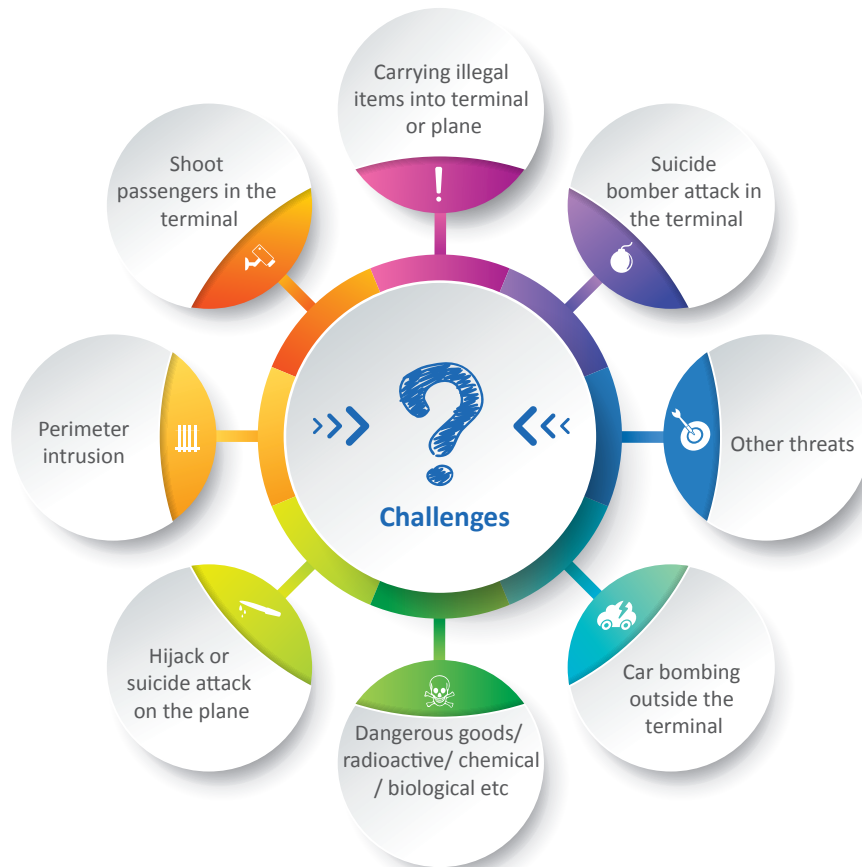 Carrying illegal
items into terminal
or plane
Suicide
bomber attack in
the terminal
Other threats
Car bombing
outside the
terminal
Dangerous goods/
radioactive/ chemical
/ biological etc
Hijack or
suicide attack
on the plane
Perimeter
intrusion
Shoot
passengers in the
terminal
?
Challenges